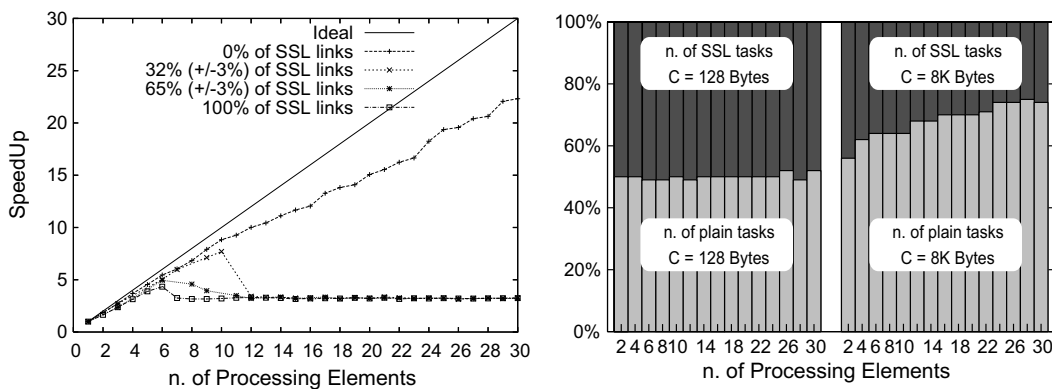 30
25
20
15
10
5
0
SpeedUp
Ideal
0% of SSL links
32% (+/-3%) of SSL links
65% (+/-3%) of SSL links
100% of SSL links
0 2 4 6 8 10 12 14 16 18 20 22 24 26 28 30
n. of Processing Elements
100%
80%
60%
40%
20%
0%
n. of SSL tasks
C = 128 Bytes
n. of SSL tasks
C = 8K Bytes
n. of plain tasks
C = 128 Bytes
n. of plain tasks
C = 8K Bytes
2 4 6 8 10 14 18 22 26 30 2 4 6 8 10 14 18 22 26 30
n. of Processing Elements